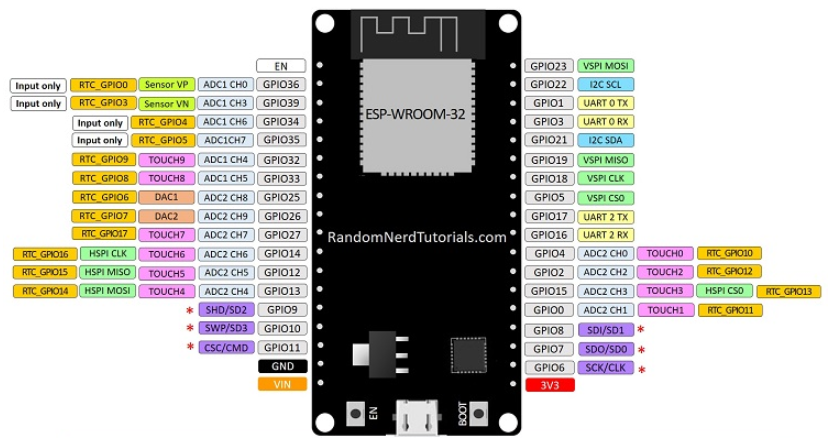 EN
Input only RTC_GPIO0 Sensor VP ADC1 CH0 GPIO36
Input only RTC_GPIO3 Sensor VN ADC1 CH3 GPIO39
Input only RTC_GPIO4 ADC1 CH6 GPIO34
Input only RTC_GPIO5 ADC1CH7 GPIO35
RTC_GPIO9 TOUCH9 ADC1 CH4 GPIO32
RTC_GPIO8 TOUCH8 ADC1 CH5 GPIO33
RTC_GPIO6 DAC1 ADC2 CH8 GPIO25
RTC_GPIO7 DAC2 ADC2 CH9 GPIO26
RTC_GPIO17 TOUCH7 ADC2 CH7 GPIO27
RTC_GPIO16 HSPI CLK TOUCH6 ADC2 CH6 GPIO14
RTC_GPIO15 HSPI MISO TOUCH5 ADC2 CH5 GPIO12
RTC_GPIO14 HSPI MOSI TOUCH4 ADC2 CH4 GPIO13
* SHD/SD2 GPIO9
* SWP/SD3 GPIO10
* CSC/CMD GPIO11
GND
VIN
ESP-WROOM-32
RandomNerdTutorials.com
EN
BOOT
GPIO23 VSPI MOSI
GPIO22 I2C SCL
GPIO1 UART 0 TX
GPIO3 UART 0 RX
GPIO21 I2C SDA
GPIO19 VSPI MISO
GPIO18 VSPI CLK
GPIO5 VSPI CS0
GPIO17 UART 2 TX
GPIO16 UART 2 RX
GPIO4 ADC2 CH0 TOUCH0 RTC_GPIO10
GPIO2 ADC2 CH2 TOUCH2 RTC_GPIO12
GPIO15 ADC2 CH3 TOUCH3 HSPI CS0 RTC_GPIO13
GPIO0 ADC2 CH1 TOUCH1 RTC_GPIO11
GPIO8 SDI/SD1 *
GPIO7 SDO/SD0 *
GPIO6 SCK/CLK *
3V3